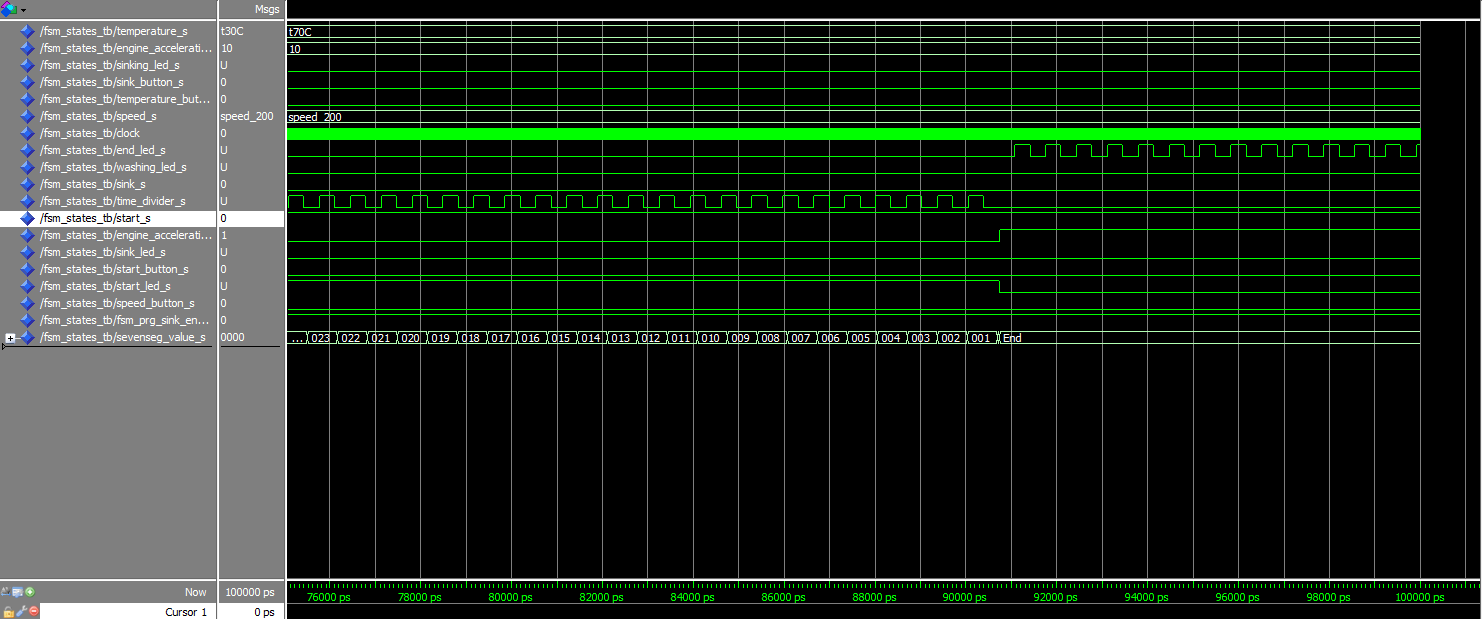 Msgs
/fsm_states_tb/temperature_s t30C t70C
/fsm_states_tb/engine_accelerati... 10 10
/fsm_states_tb/sinking_led_s U
/fsm_states_tb/sink_button_s 0
/fsm_states_tb/temperature_but... 0
/fsm_states_tb/speed_s speed_200 speed_200
/fsm_states_tb/clock 0
/fsm_states_tb/end_led_s U
/fsm_states_tb/washing_led_s U
/fsm_states_tb/sink_s 0
/fsm_states_tb/time_divider_s U
/fsm_states_tb/start_s 0
/fsm_states_tb/engine_accelerati... 1
/fsm_states_tb/sink_led_s U
/fsm_states_tb/start_button_s 0
/fsm_states_tb/start_led_s U
/fsm_states_tb/speed_button_s 0
/fsm_states_tb/fsm_prg_sink_en... 0
/fsm_states_tb/sevenseg_value_s 0000 ... 023 022 021 020 019 018 017 016 015 014 013 012 011 010 009 008 007 006 005 004 003 002 001 End
Now 100000 ps 76000 ps 78000 ps 80000 ps 82000 ps 84000 ps 86000 ps 88000 ps 90000 ps 92000 ps 94000 ps 96000 ps 98000 ps 100000 ps
Cursor 1 0 ps